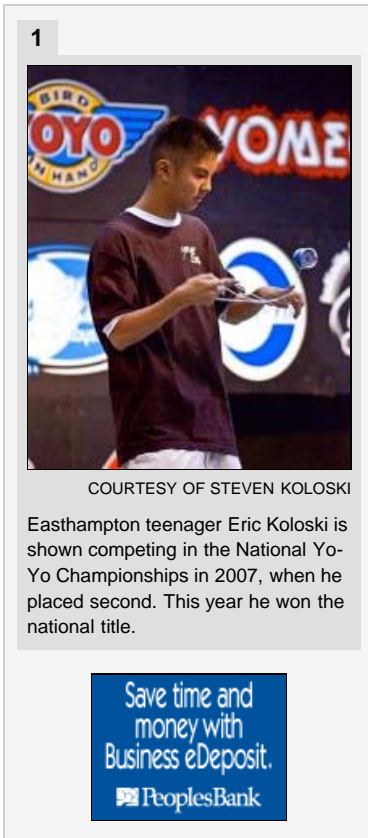 1
BIRD
YOYO
IN HAND
YOME
COURTESY OF STEVEN KOLOSKI
Easthampton teenager Eric Koloski is
shown competing in the National Yo-
Yo Championships in 2007, when he
placed second. This year he won the
national title.
Save time and
money with
Business eDeposit.
PeoplesBank